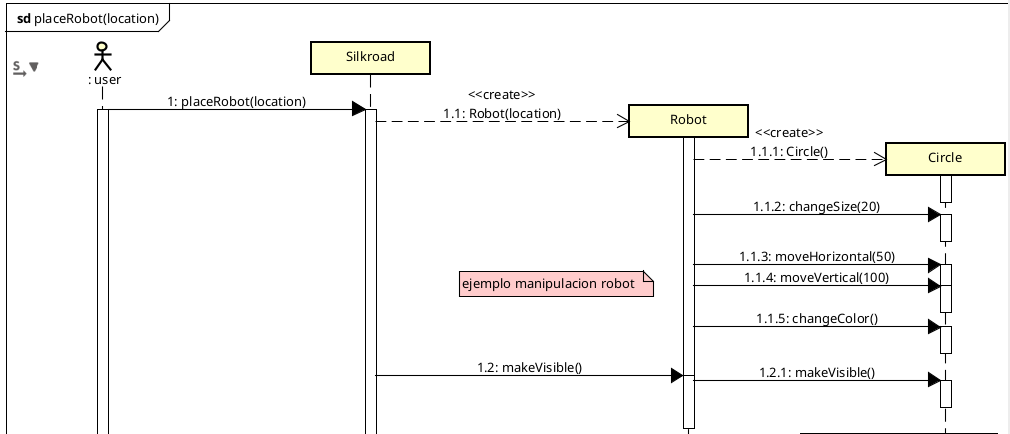 sd placeRobot(location)
S
: user
Silkroad
1: placeRobot(location)
<<create>>
1.1: Robot(location)
Robot
<<create>>
1.1.1: Circle()
Circle
1.1.2: changeSize(20)
1.1.3: moveHorizontal(50)
1.1.4: moveVertical(100)
ejemplo manipulacion robot
1.1.5: changeColor()
1.2: makeVisible()
1.2.1: makeVisible()